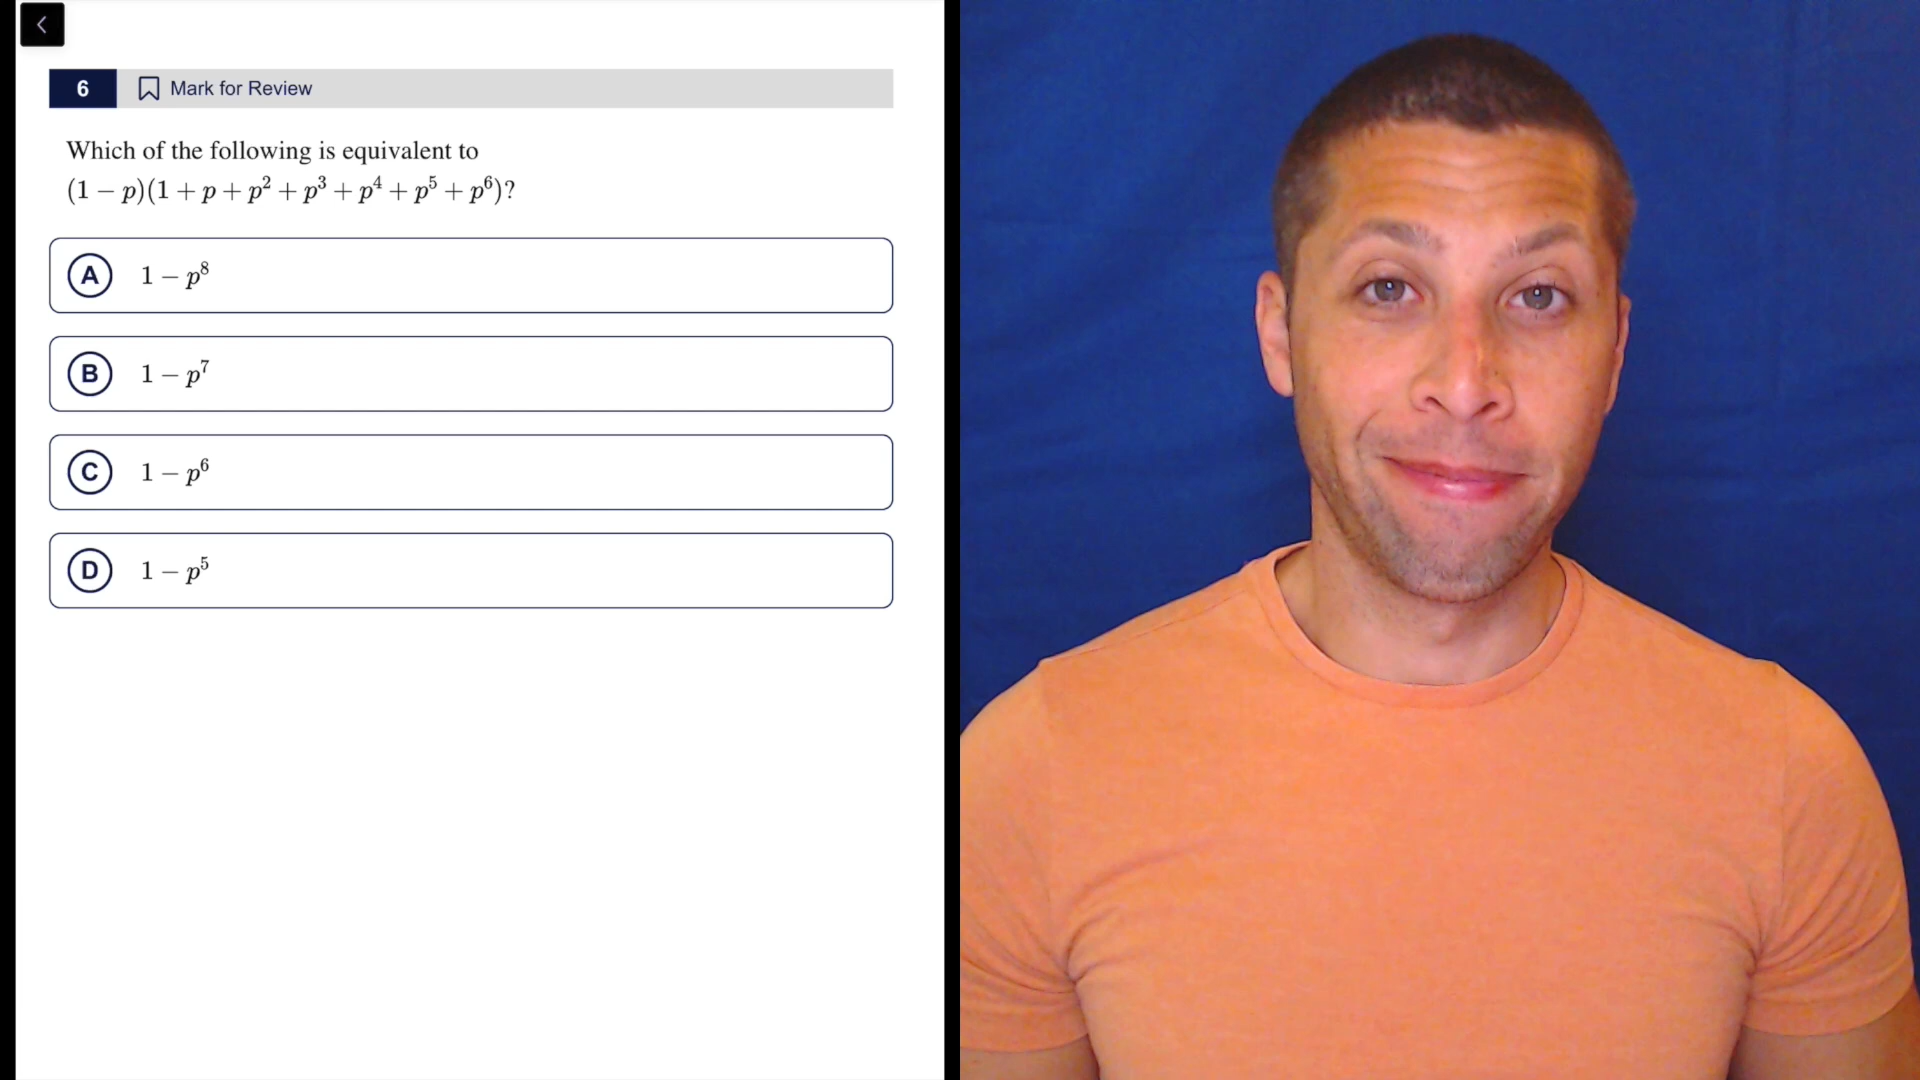 6 Mark for Review
Which of the following is equivalent to
(1 − p)(1 + p + p² + p³ + p⁴ + p⁵ + p⁶)?
A 1 − p⁸
B 1 − p⁷
C 1 − p⁶
D 1 − p⁵